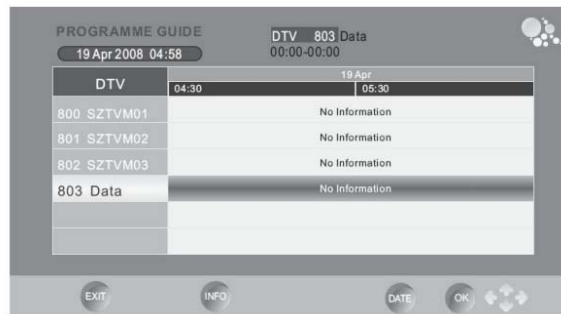 PROGRAMME GUIDE
19 Apr 2008 04:58
DTV 803 Data
00:00-00:00
DTV
19 Apr
04:30 05:30
800 SZTVM01 No Information
801 SZTVM02 No Information
802 SZTVM03 No Information
803 Data No Information
EXIT INFO DATE OK